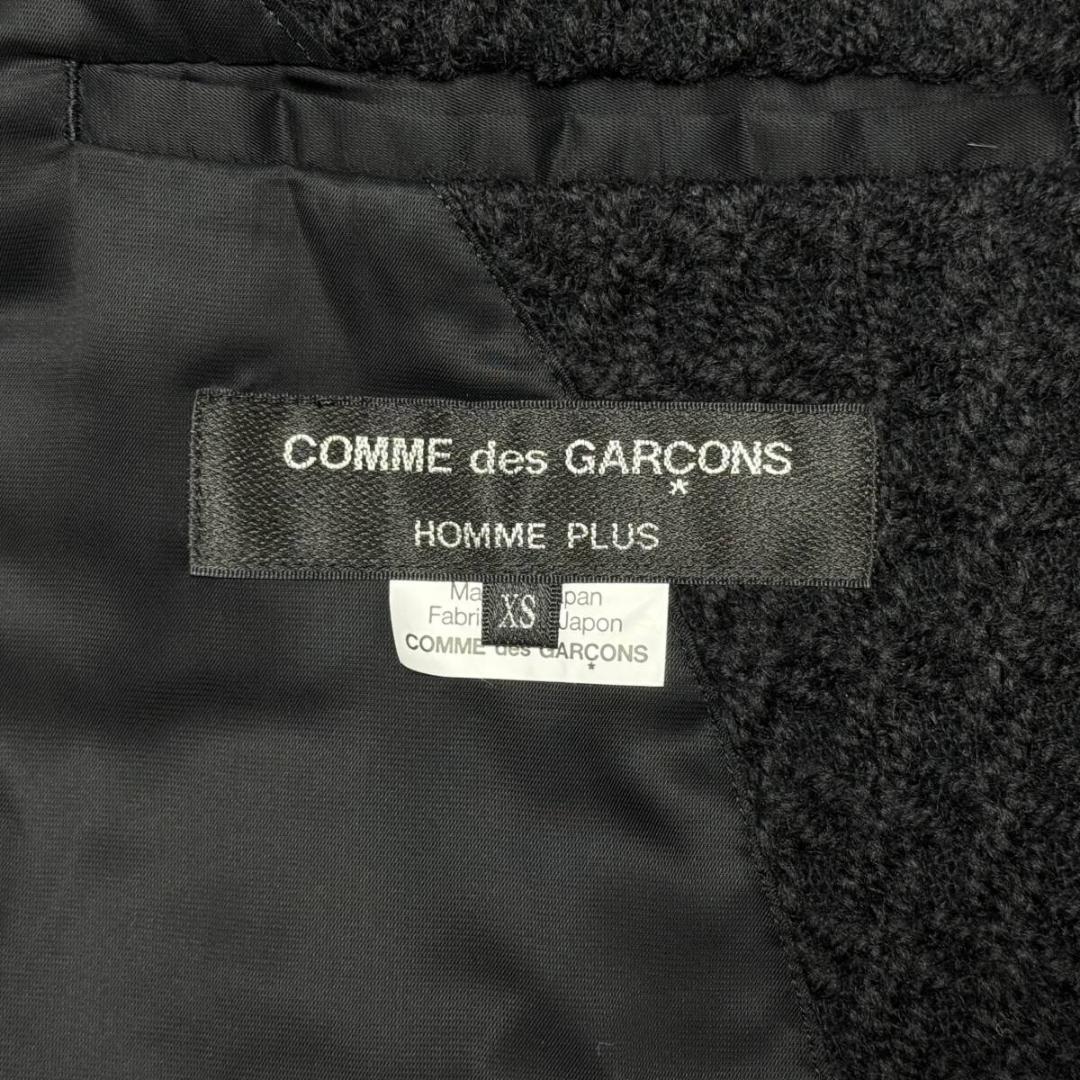 COMME des GARÇONS
HOMME PLUS
XS
Japon
COMME des GARÇONS